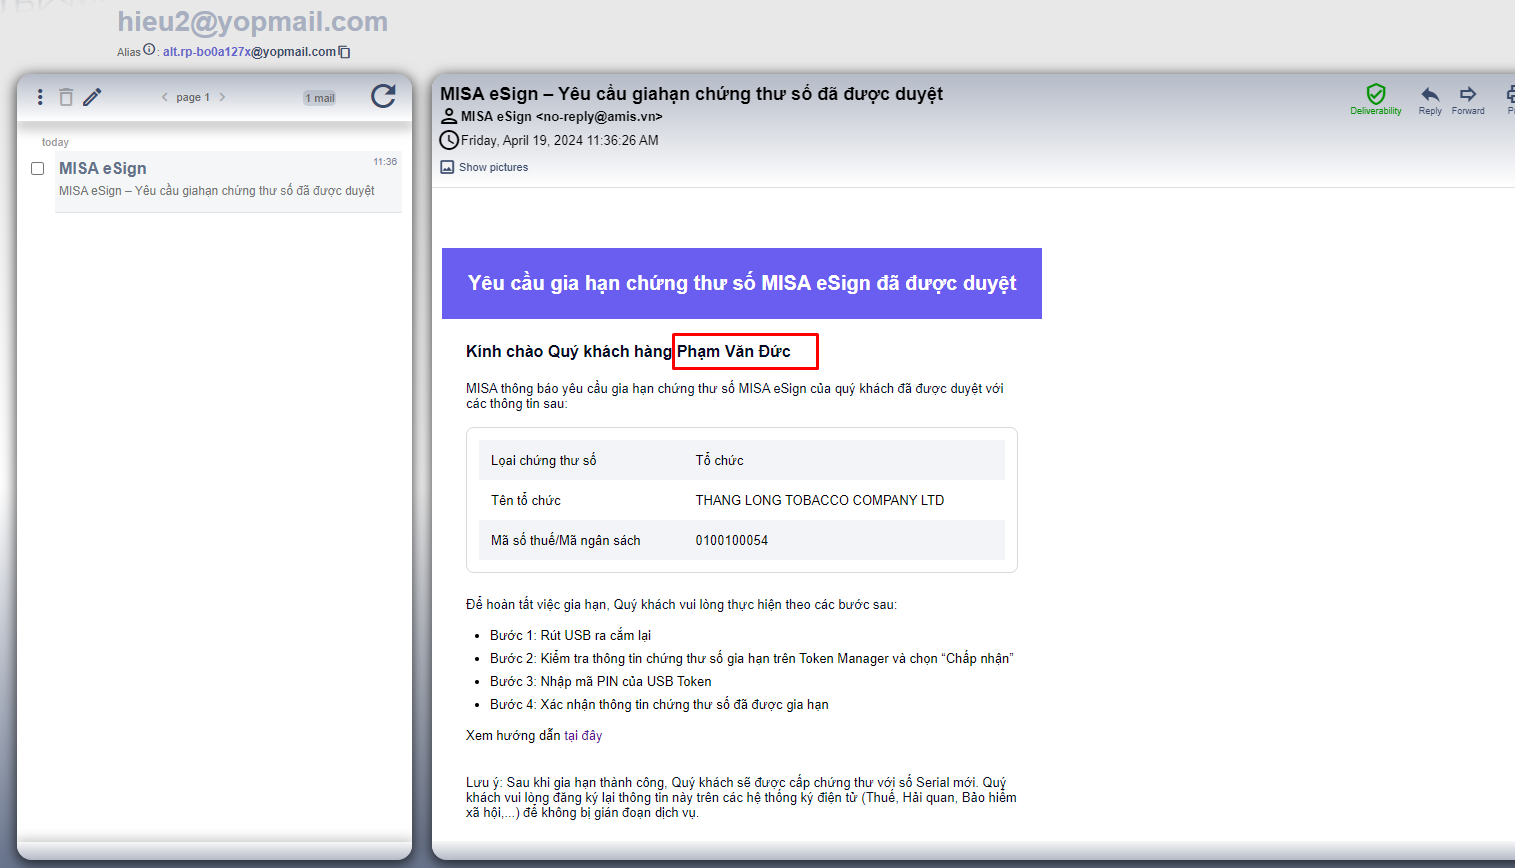 hieu2@yopmail.com
Alias : alt.rp-bo0a127x@yopmail.com
page 1
1 mail
today
MISA eSign
11:36
MISA eSign – Yêu cầu giahạn chứng thư số đã được duyệt
MISA eSign – Yêu cầu giahạn chứng thư số đã được duyệt
MISA eSign <no-reply@amis.vn>
Friday, April 19, 2024 11:36:26 AM
Show pictures
Deliverability
Reply
Forward
Yêu cầu gia hạn chứng thư số MISA eSign đã được duyệt
Kính chào Quý khách hàng Phạm Văn Đức
MISA thông báo yêu cầu gia hạn chứng thư số MISA eSign của quý khách đã được duyệt với
các thông tin sau:
Lọai chứng thư số Tổ chức
Tên tổ chức THANG LONG TOBACCO COMPANY LTD
Mã số thuế/Mã ngân sách 0100100054
Để hoàn tất việc gia hạn, Quý khách vui lòng thực hiện theo các bước sau:
• Bước 1: Rút USB ra cắm lại
• Bước 2: Kiểm tra thông tin chứng thư số gia hạn trên Token Manager và chọn “Chấp nhận”
• Bước 3: Nhập mã PIN của USB Token
• Bước 4: Xác nhận thông tin chứng thư số đã được gia hạn
Xem hướng dẫn tại đây
Lưu ý: Sau khi gia hạn thành công, Quý khách sẽ được cấp chứng thư với số Serial mới. Quý
khách vui lòng đăng ký lại thông tin này trên các hệ thống ký điện tử (Thuế, Hải quan, Bảo hiểm
xã hội,...) để không bị gián đoạn dịch vụ.